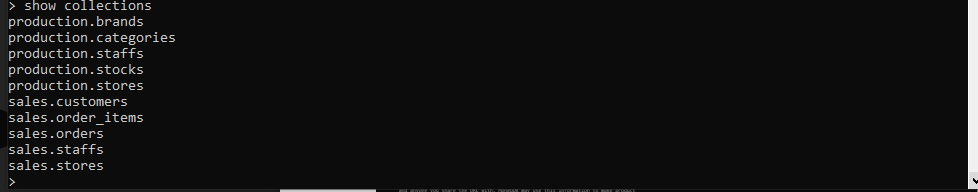 > show collections
production.brands
production.categories
production.staffs
production.stocks
production.stores
sales.customers
sales.order_items
sales.orders
sales.staffs
sales.stores
>